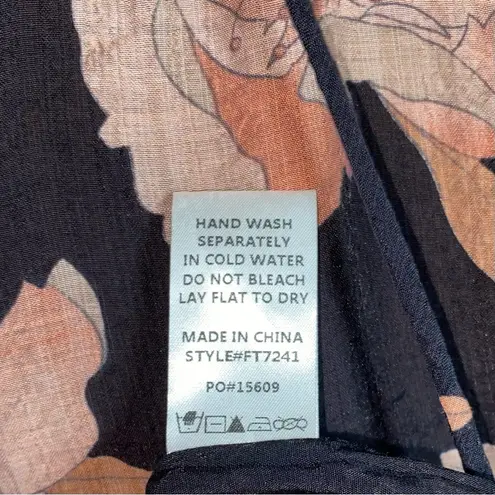 HAND WASH
SEPARATELY
IN COLD WATER
DO NOT BLEACH
LAY FLAT TO DRY
MADE IN CHINA
STYLE#FT7241
PO#15609